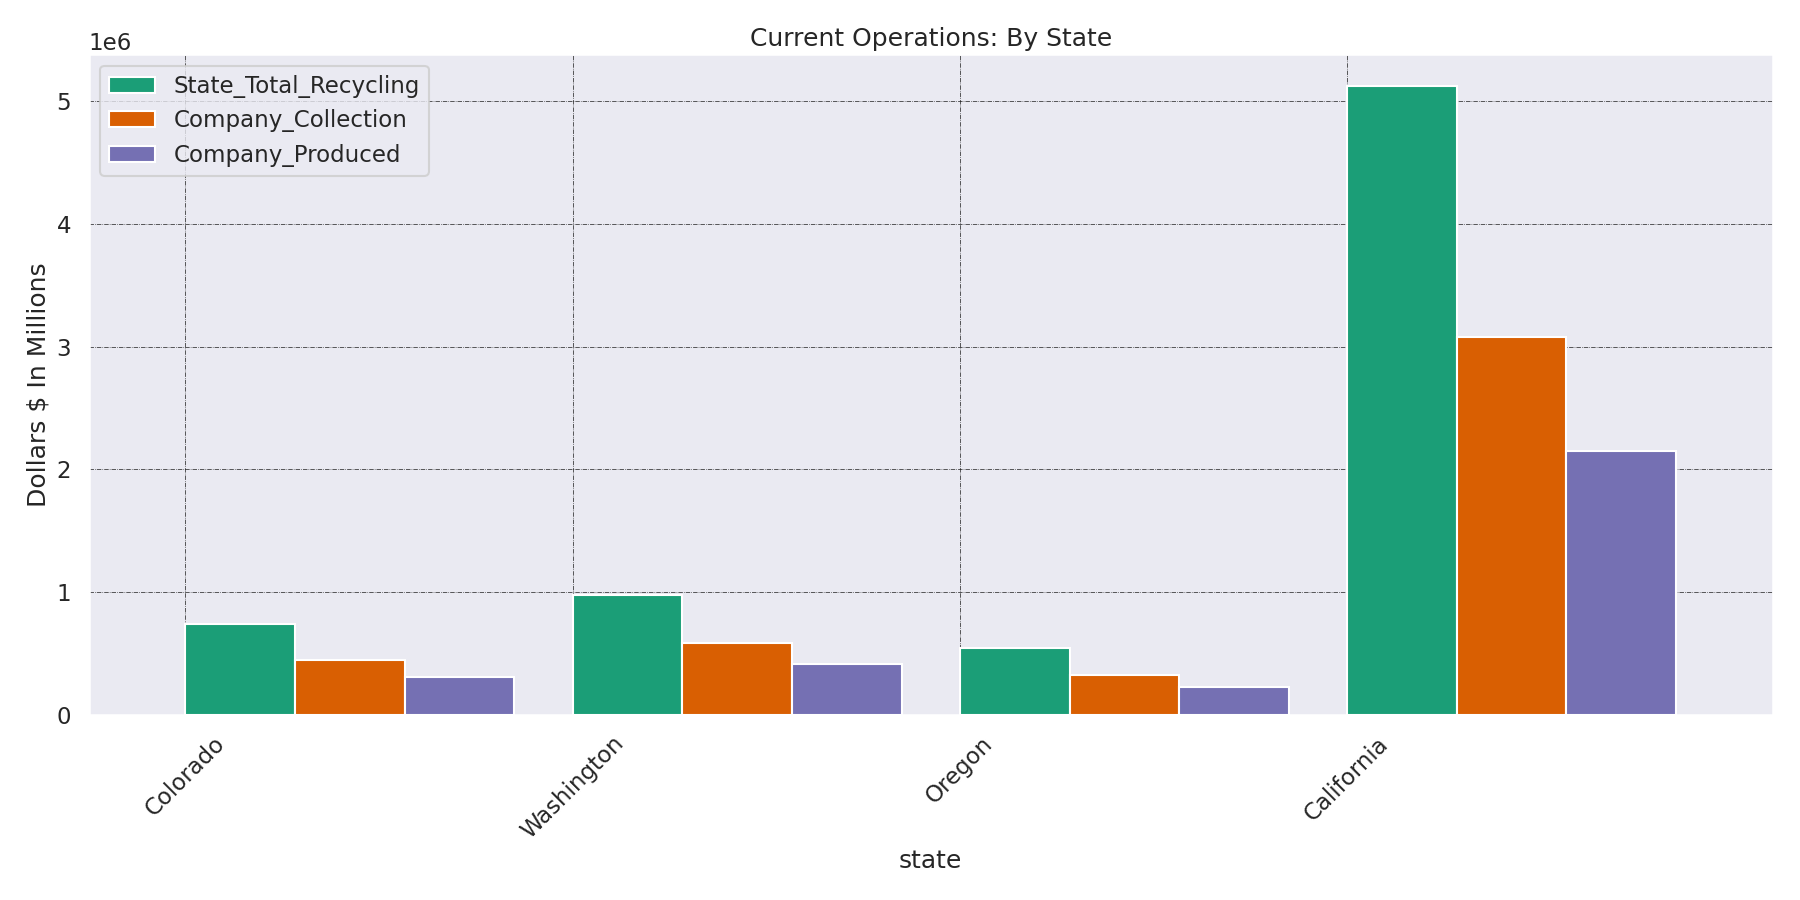 Current Operations: By State
1e6
State_Total_Recycling
Company_Collection
Company_Produced
5
4
3
2
1
0
Dollars $ In Millions
Colorado
Washington
Oregon
California
state